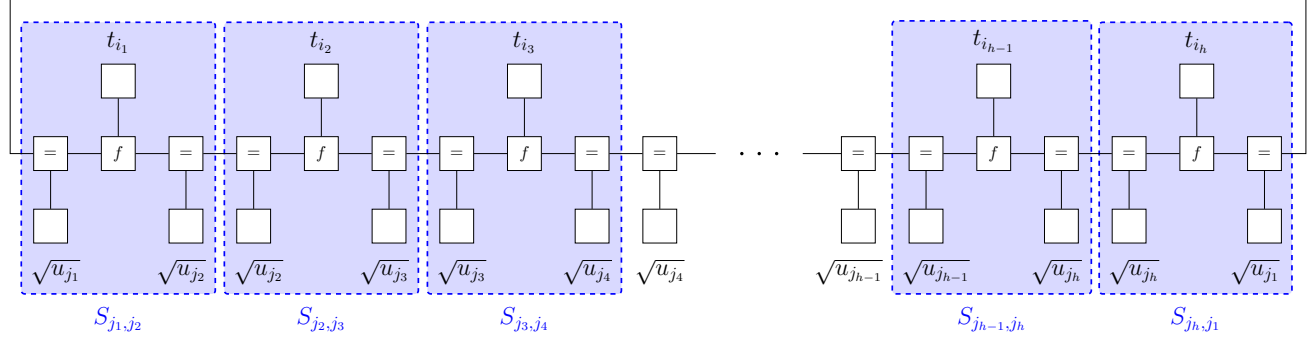 t_{i_1} t_{i_2} t_{i_3} t_{i_{h-1}} t_{i_h}
= f = = f = = f = = · · · = = f = = f =
√u_{j_1} √u_{j_2} √u_{j_2} √u_{j_3} √u_{j_3} √u_{j_4} √u_{j_4} √u_{j_{h-1}} √u_{j_{h-1}} √u_{j_h} √u_{j_h} √u_{j_1}
S_{j_1,j_2} S_{j_2,j_3} S_{j_3,j_4} S_{j_{h-1},j_h} S_{j_h,j_1}